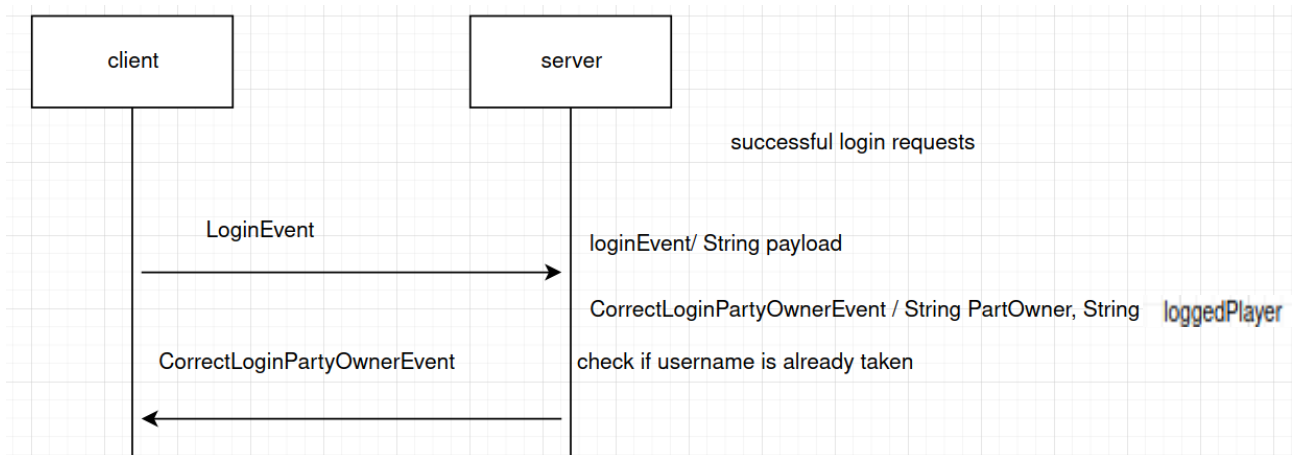 client
server
successful login requests
LoginEvent
loginEvent/ String payload
CorrectLoginPartyOwnerEvent / String PartOwner, String loggedPlayer
CorrectLoginPartyOwnerEvent
check if username is already taken